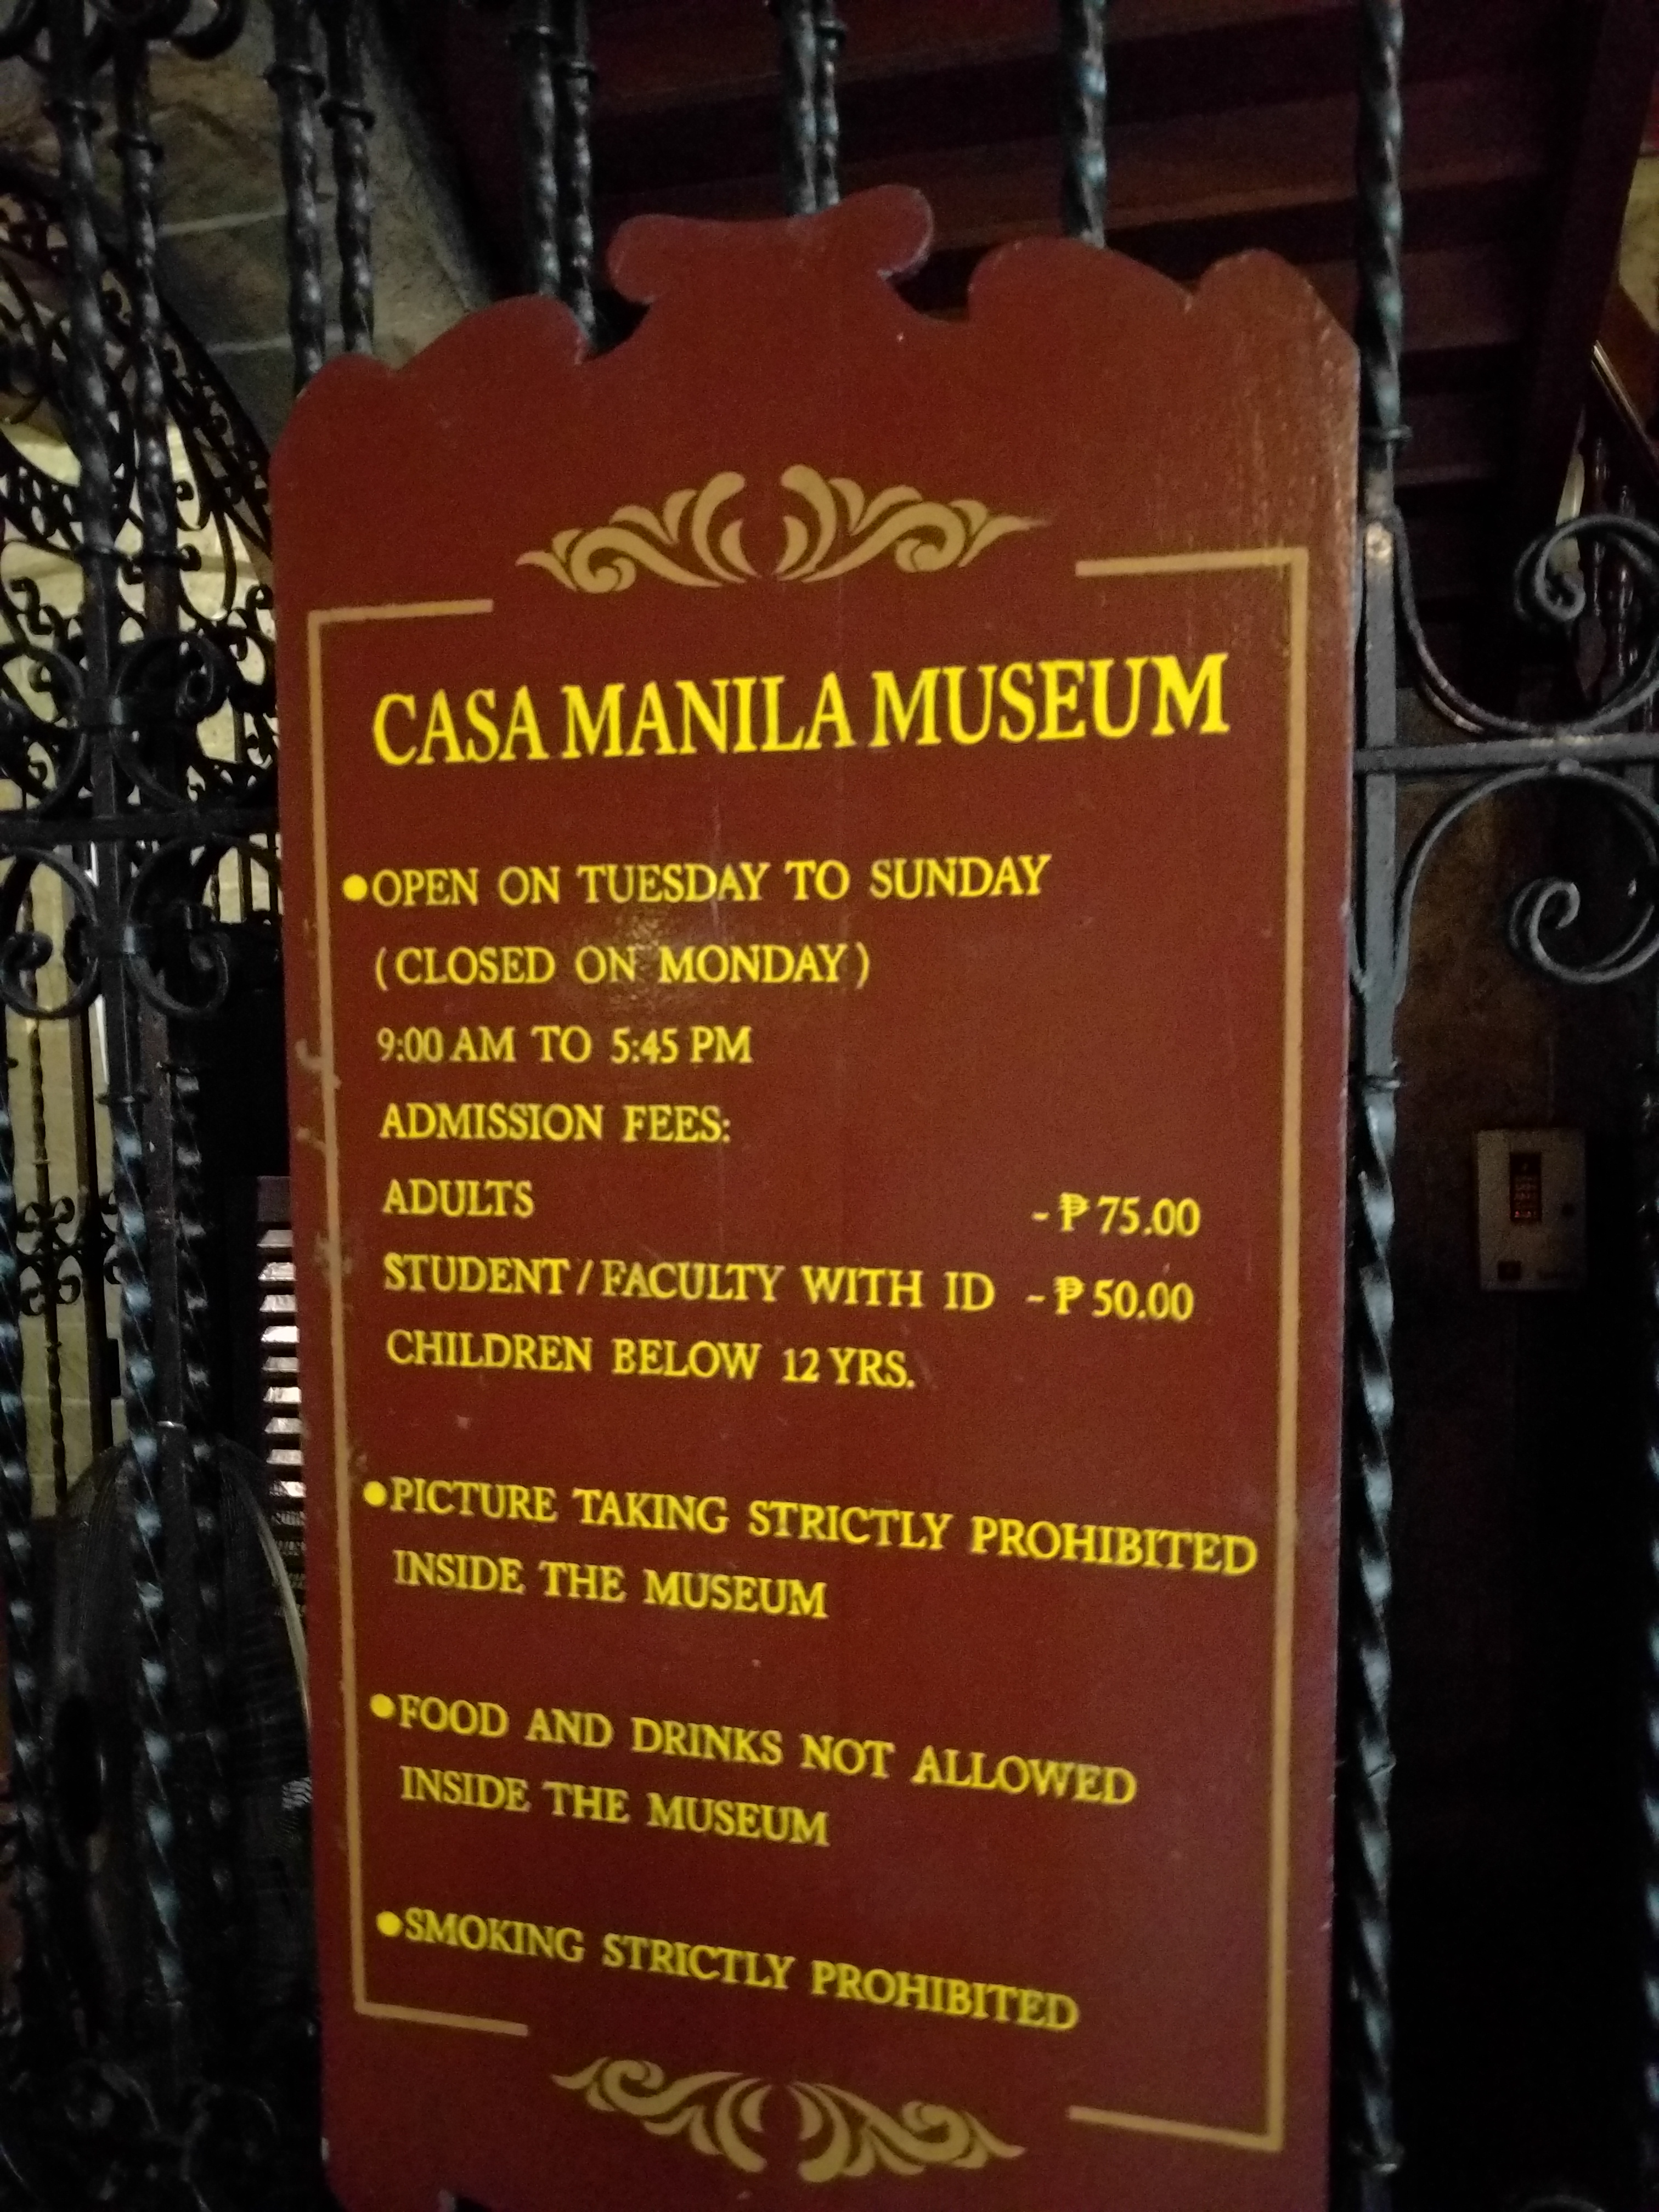 CASA MANILA MUSEUM
●OPEN ON TUESDAY TO SUNDAY
(CLOSED ON MONDAY)
9:00 AM TO 5:45 PM
ADMISSION FEES:
ADULTS - ₱ 75.00
STUDENT / FACULTY WITH ID - ₱ 50.00
CHILDREN BELOW 12 YRS.
●PICTURE TAKING STRICTLY PROHIBITED
INSIDE THE MUSEUM
●FOOD AND DRINKS NOT ALLOWED
INSIDE THE MUSEUM
●SMOKING STRICTLY PROHIBITED